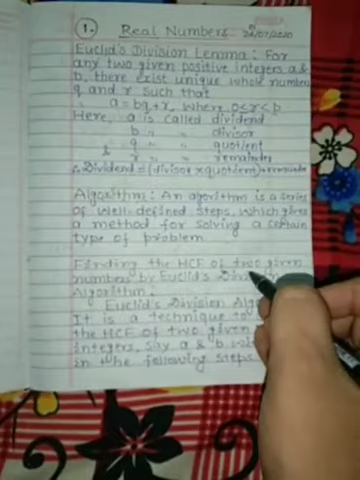 1. Real Numbers 24/07/2020
Euclid's Division Lemma : For
any two given positive integers a &
b, there exist unique whole numbers
q and r such that
a = bq + r, where 0≤r<b
Here, a is called dividend
b " " divisor
q " " quotient
& r " " remainder
∴ Dividend = (divisor × quotient) + remainder
Algorithm : An agorithm is a series
of well-defined steps, which gives
a method for solving a certain
type of problem
Finding the HCF of two given
numbers by Euclid's
Algorithm :
Euclid's Division
It is a technique to
the HCF of two given
integers, say a & b
in the following steps